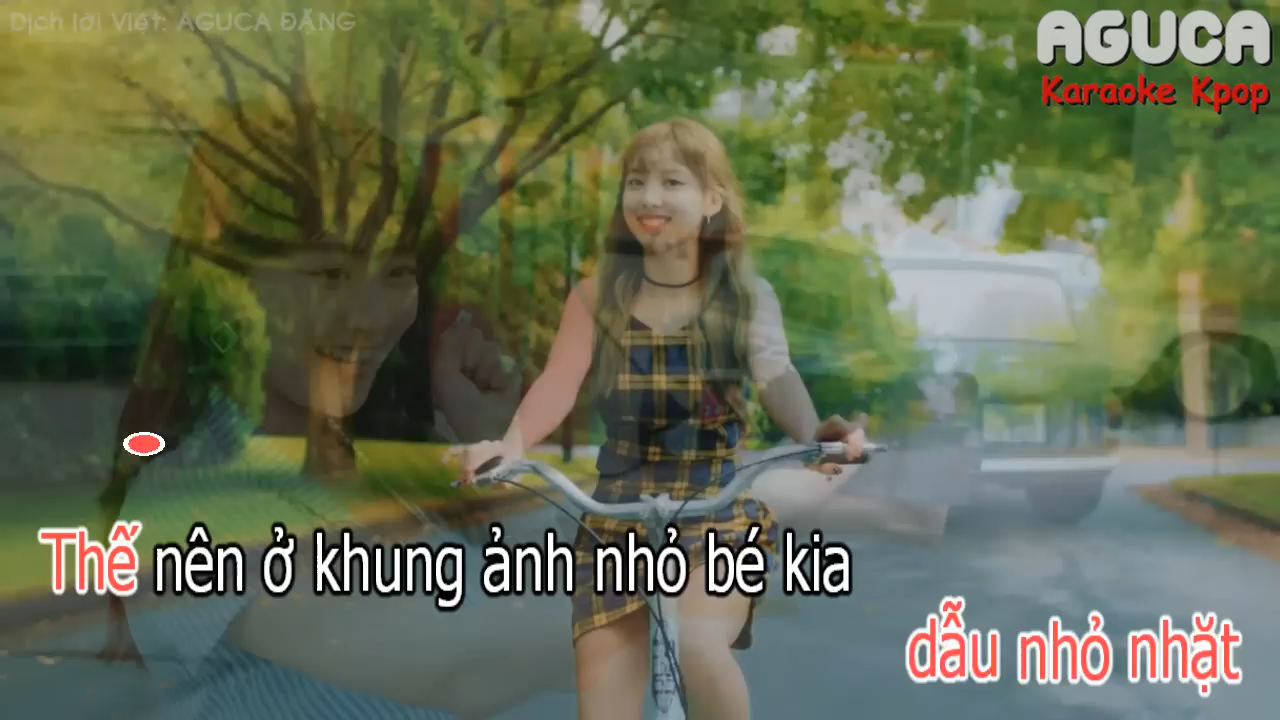 Dịch lời Việt: AGUCA ĐẶNG
AGUCA
Karaoke Kpop
Thế nên ở khung ảnh nhỏ bé kia
dẫu nhỏ nhặt